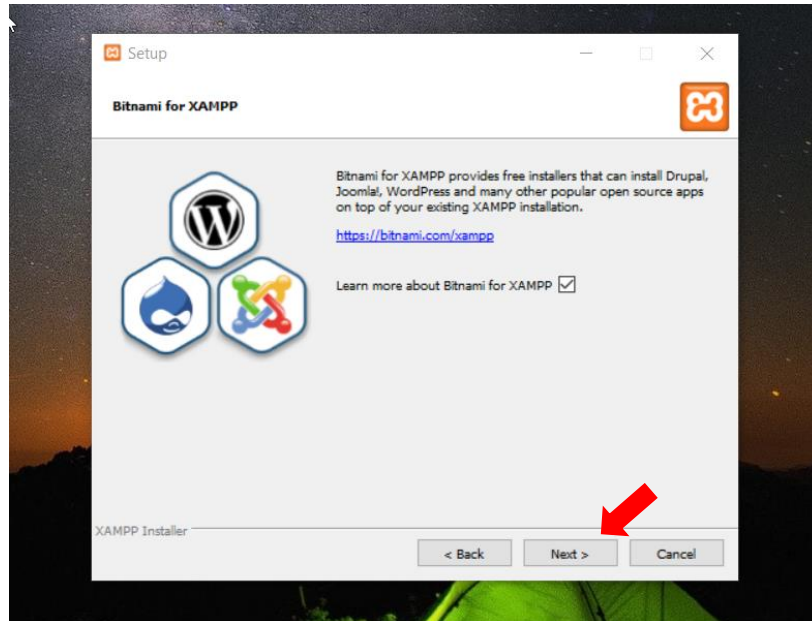 Setup
Bitnami for XAMPP
Bitnami for XAMPP provides free installers that can install Drupal,
Joomla!, WordPress and many other popular open source apps
on top of your existing XAMPP installation.
https://bitnami.com/xampp
Learn more about Bitnami for XAMPP
XAMPP Installer
< Back
Next >
Cancel